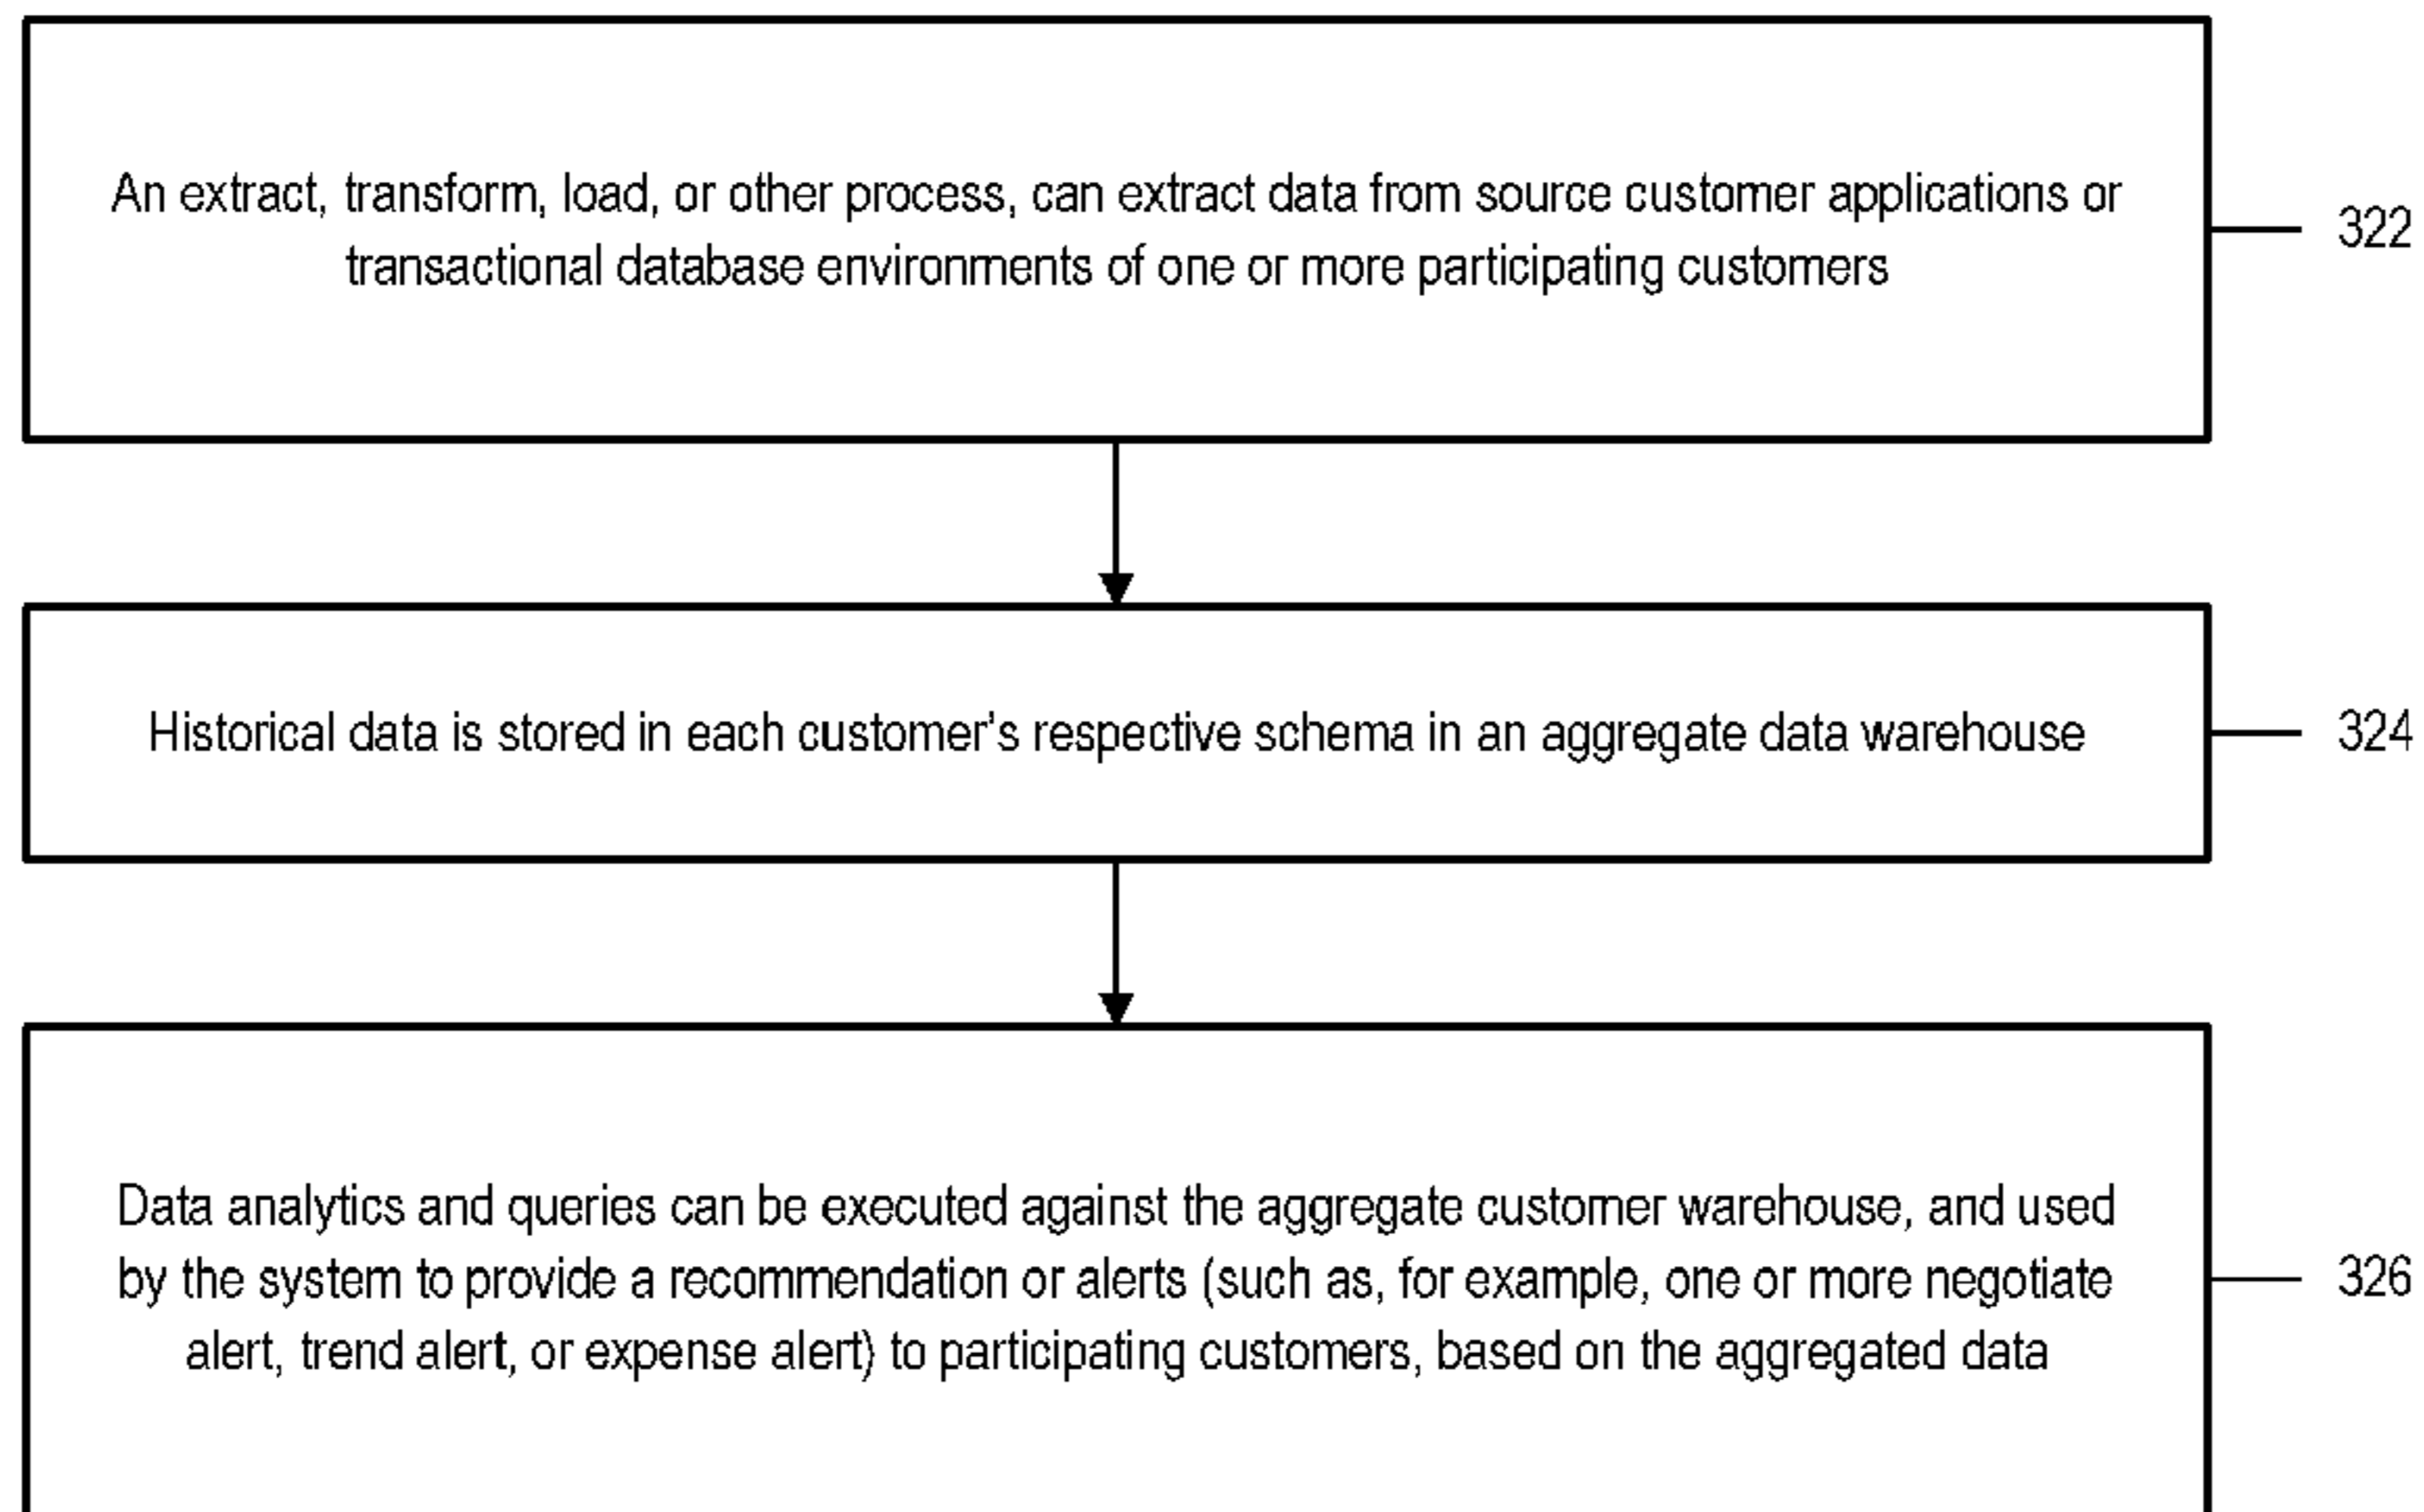 An extract, transform, load, or other process, can extract data from source customer applications or
transactional database environments of one or more participating customers
322
Historical data is stored in each customer's respective schema in an aggregate data warehouse
324
Data analytics and queries can be executed against the aggregate customer warehouse, and used
by the system to provide a recommendation or alerts (such as, for example, one or more negotiate
alert, trend alert, or expense alert) to participating customers, based on the aggregated data
326